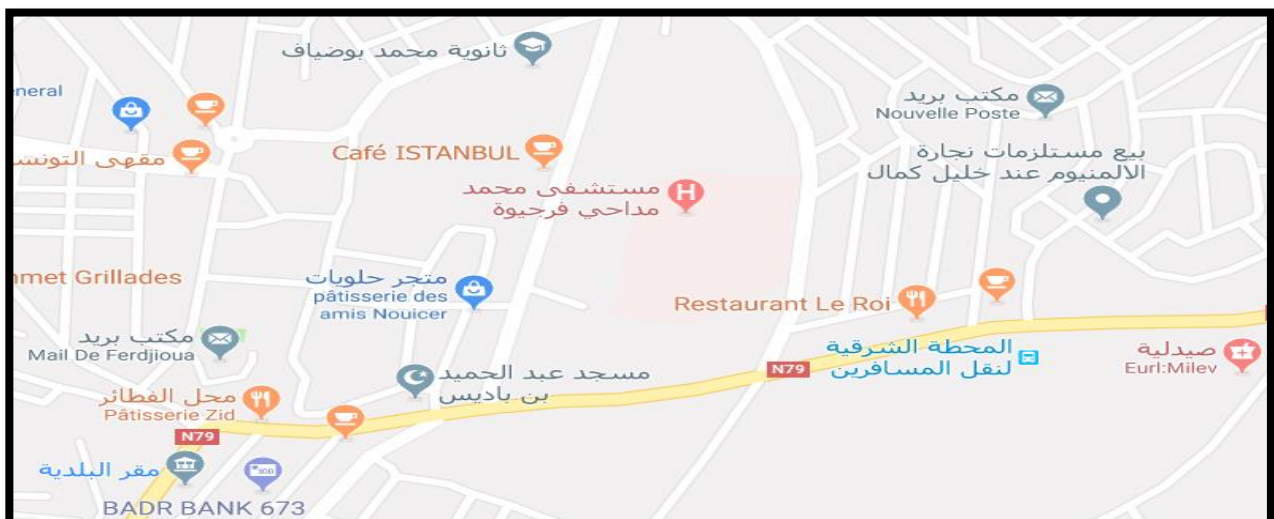 ثانوية محمد بوضياف
مكتب بريد
Nouvelle Poste
neral
مقهى التونس
Café ISTANBUL
بيع مستلزمات نجارة
الالمنيوم عند خليل كمال
مستشفى محمد
مداحي فرجيوة
mmet Grillades
متجر حلويات
pâtisserie des
amis Nouicer
Restaurant Le Roi
مكتب بريد
Mail De Ferdjioua
المحطة الشرقية
لنقل المسافرين
صيدلية
Eurl:Milev
N79
مسجد عبد الحميد
بن باديس
محل الفطائر
Pâtisserie Zid
N79
مقر البلدية
BADR BANK 673